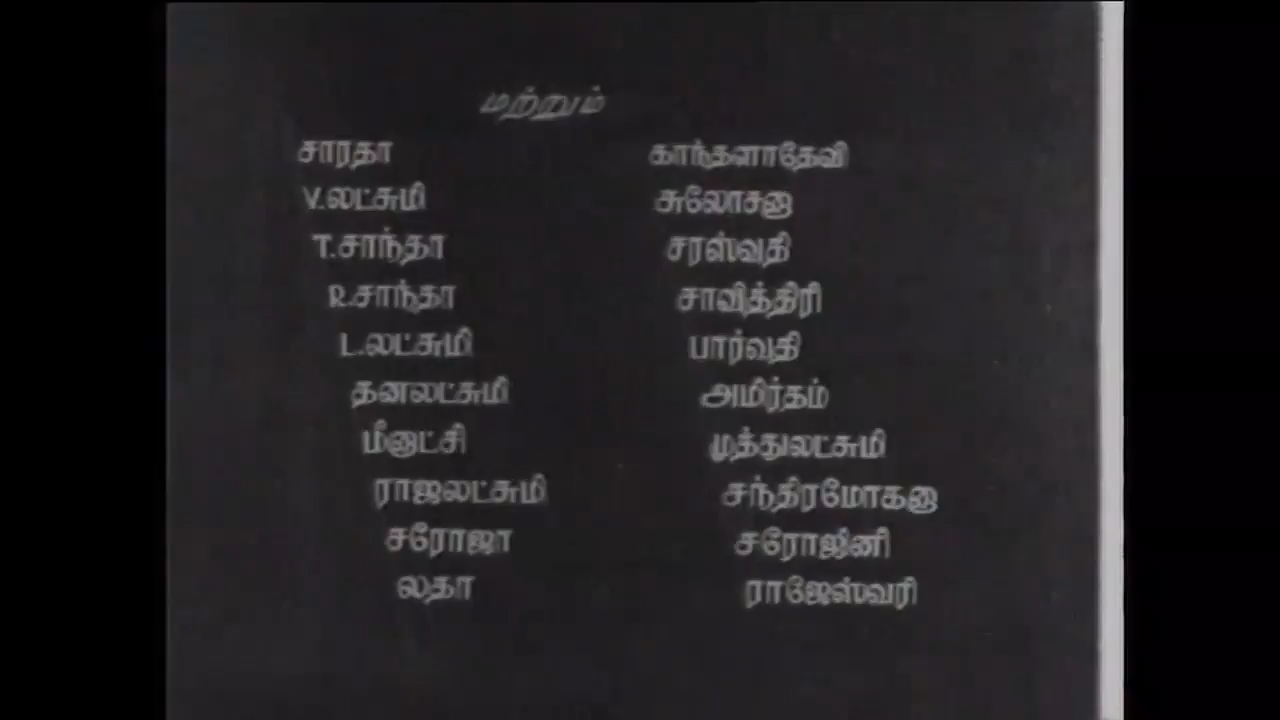 மற்றும்
சாரதா
V.லட்சுமி
T.சாந்தா
R.சாந்தா
L.லட்சுமி
தனலட்சுமி
மீனாட்சி
ராஜலட்சுமி
சரோஜா
லதா
காந்தளாதேவி
சுலோசனா
சரஸ்வதி
சாவித்திரி
பார்வதி
அமிர்தம்
முத்துலட்சுமி
சந்திரமோகனா
சரோஜினி
ராஜேஸ்வரி